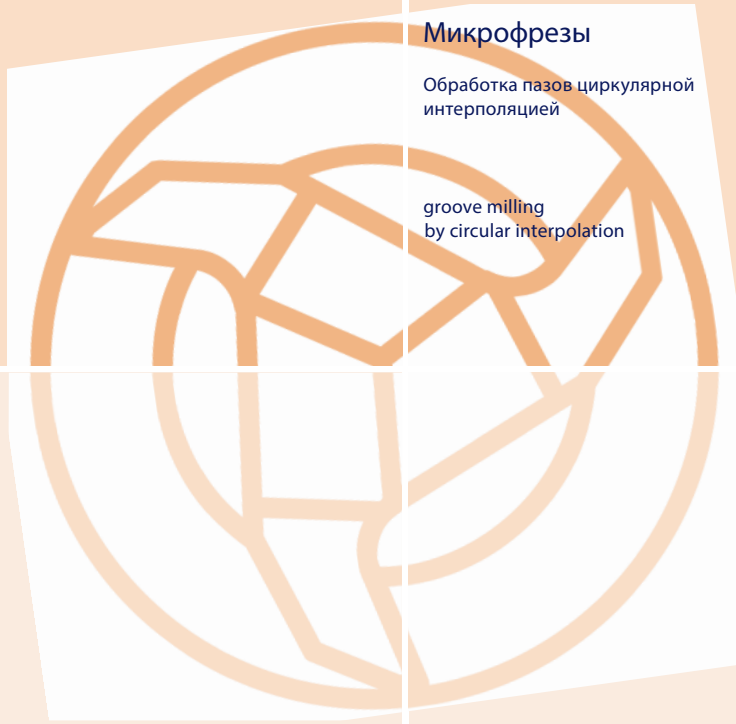 Микрофрезы
Обработка пазов циркулярной
интерполяцией
groove milling
by circular interpolation